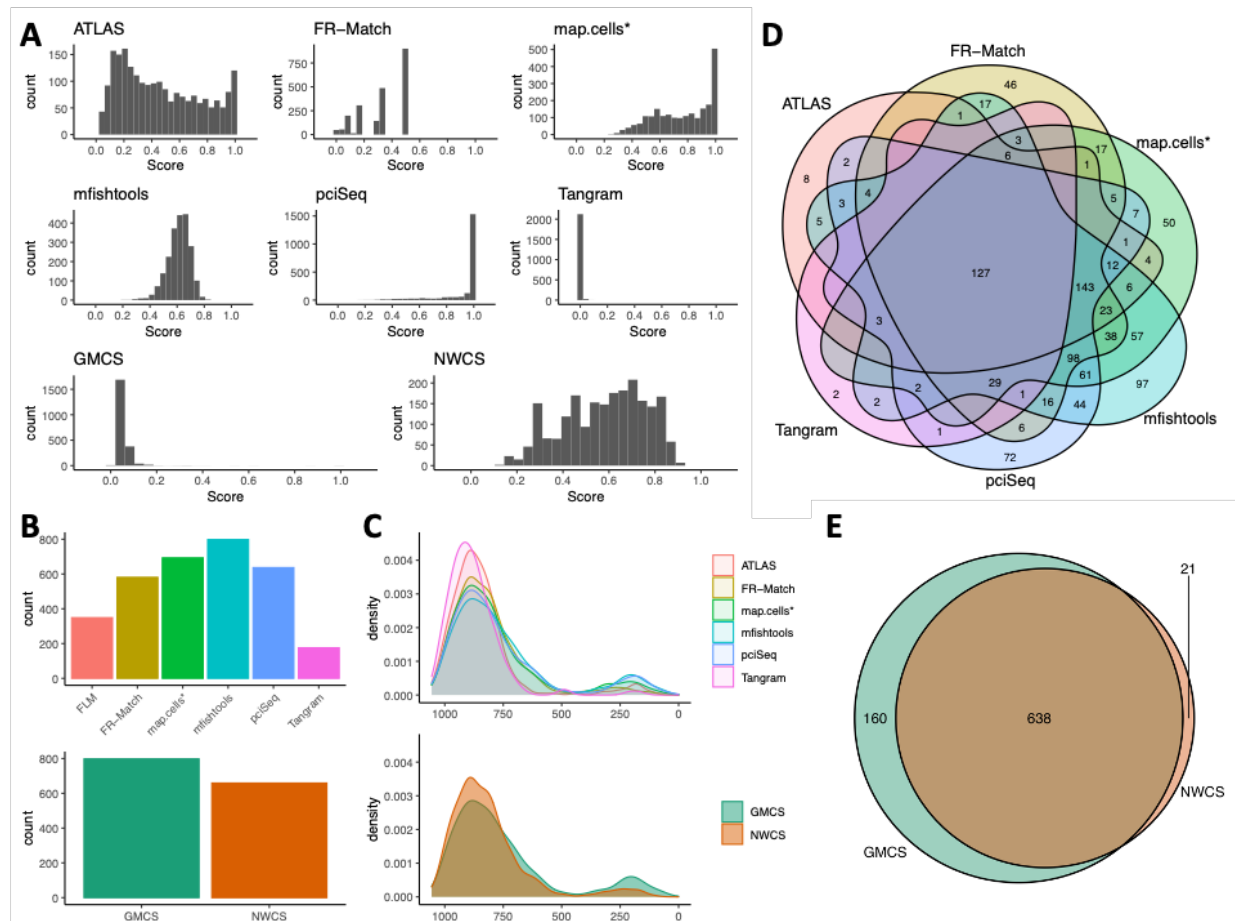 A
ATLAS
150
100
50
0
count
0.0 0.2 0.4 0.6 0.8 1.0
Score
FR-Match
750
500
250
0
count
0.0 0.2 0.4 0.6 0.8 1.0
Score
map.cells*
500
400
300
200
100
0
count
0.0 0.2 0.4 0.6 0.8 1.0
Score
mfishtools
400
300
200
100
0
count
0.0 0.2 0.4 0.6 0.8 1.0
Score
pciSeq
1500
1000
500
0
count
0.0 0.2 0.4 0.6 0.8 1.0
Score
Tangram
2000
1500
1000
500
0
count
0.0 0.2 0.4 0.6 0.8 1.0
Score
GMCS
1500
1000
500
0
count
0.0 0.2 0.4 0.6 0.8 1.0
Score
NWCS
200
150
100
50
0
count
0.0 0.2 0.4 0.6 0.8 1.0
Score
B
800
600
400
200
0
count
FLM FR-Match map.cells* mfishtools pciSeq Tangram
800
600
400
200
0
count
GMCS NWCS
C
0.004
0.003
0.002
0.001
0.000
density
1000 750 500 250 0
ATLAS
FR-Match
map.cells*
mfishtools
pciSeq
Tangram
0.004
0.003
0.002
0.001
0.000
density
1000 750 500 250 0
GMCS
NWCS
D
FR-Match
46
ATLAS
17
1
map.cells*
3
17
2
6
1
8
4
5
3
7
50
5
1
4
12
127
143
6
23
3
38
57
98
61
29
97
2
2
2
1
16
44
mfishtools
Tangram
1
6
72
pciSeq
E
21
160
638
NWCS
GMCS